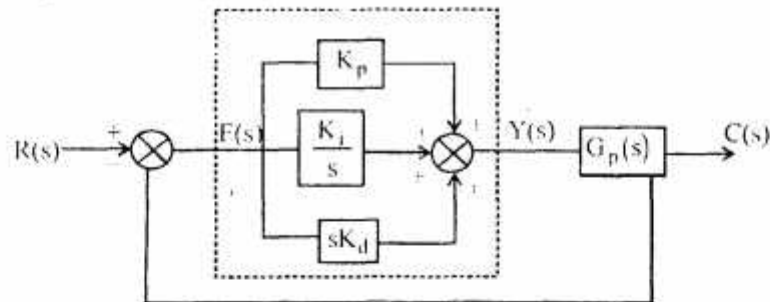 K_p
R(s)
+
E(s)
K_i
s
+
+
+
+
Y(s)
G_p(s)
C(s)
sK_d